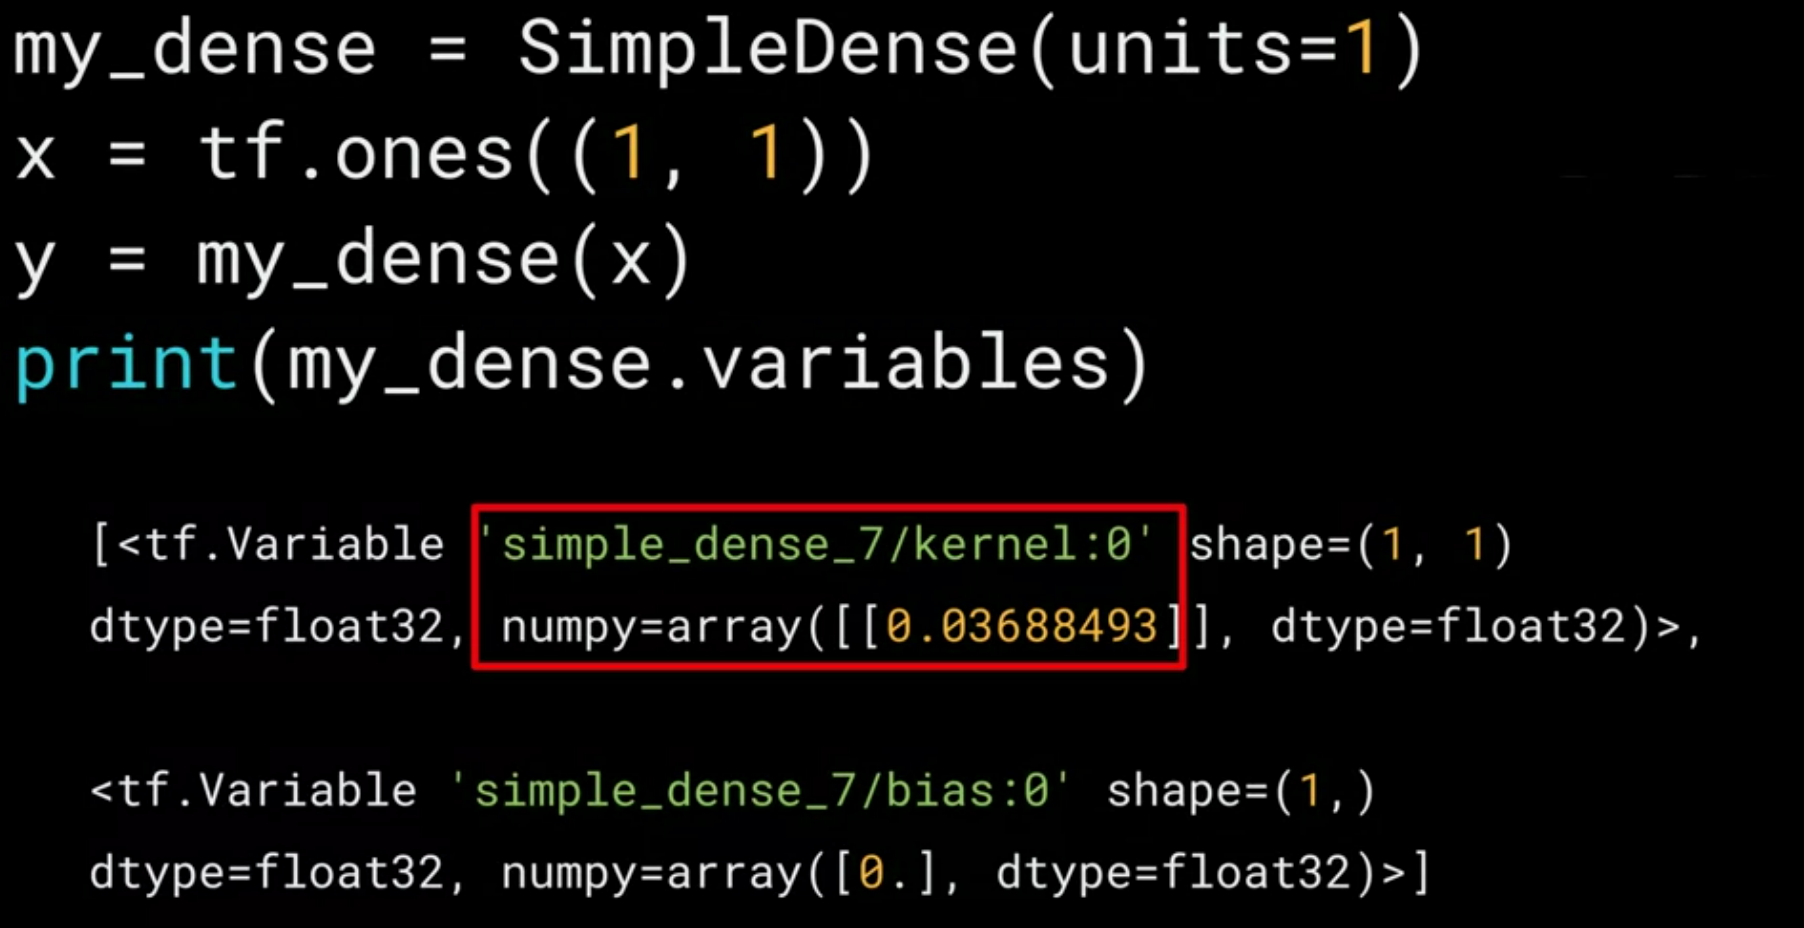 my_dense = SimpleDense(units=1)
x = tf.ones((1, 1))
y = my_dense(x)
print(my_dense.variables)
[<tf.Variable 'simple_dense_7/kernel:0' shape=(1, 1)
dtype=float32, numpy=array([[0.03688493]], dtype=float32)>,
<tf.Variable 'simple_dense_7/bias:0' shape=(1,)
dtype=float32, numpy=array([0.], dtype=float32)>]